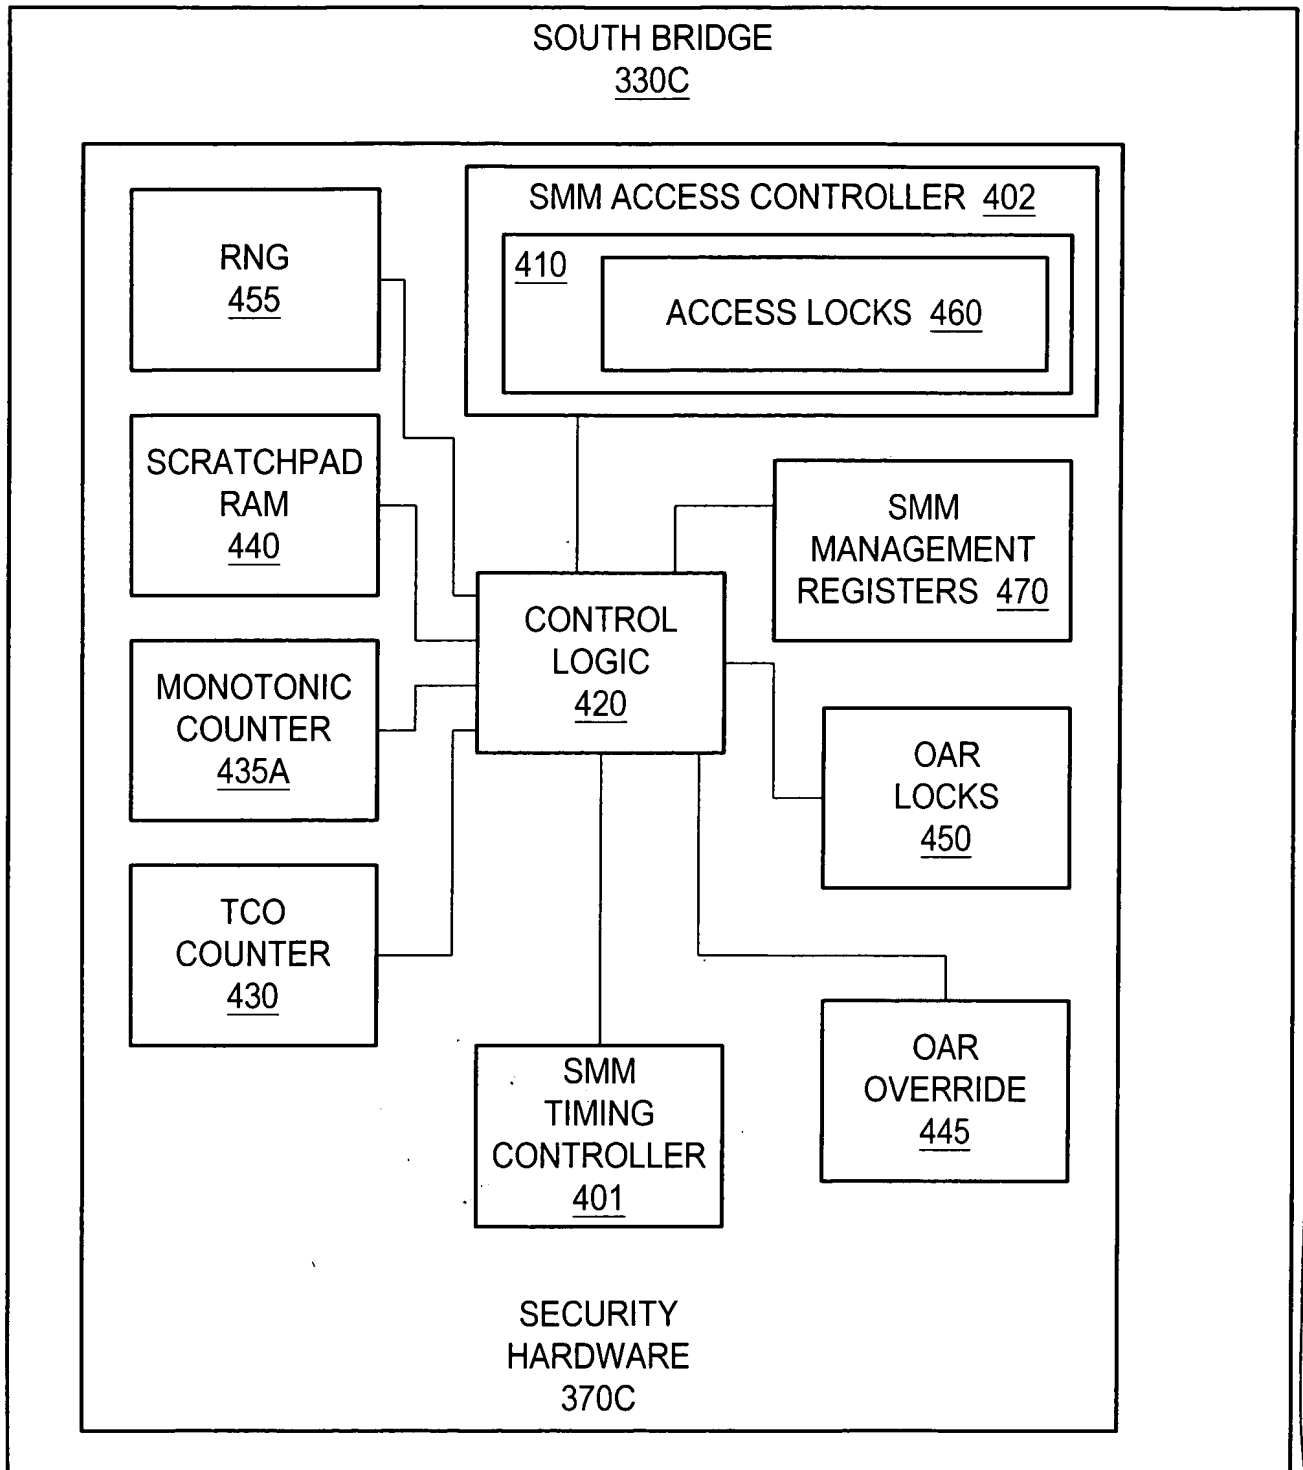 SOUTH BRIDGE
330C
SMM ACCESS CONTROLLER 402
410
ACCESS LOCKS 460
RNG
455
SCRATCHPAD
RAM
440
SMM
MANAGEMENT
REGISTERS 470
CONTROL
LOGIC
420
MONOTONIC
COUNTER
435A
OAR
LOCKS
450
TCO
COUNTER
430
SMM
TIMING
CONTROLLER
401
OAR
OVERRIDE
445
SECURITY
HARDWARE
370C